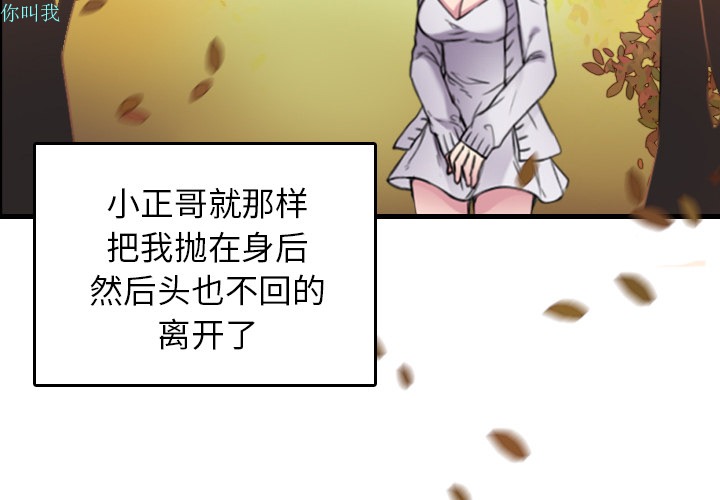 你叫我
小正哥就那样
把我抛在身后
然后头也不回的
离开了